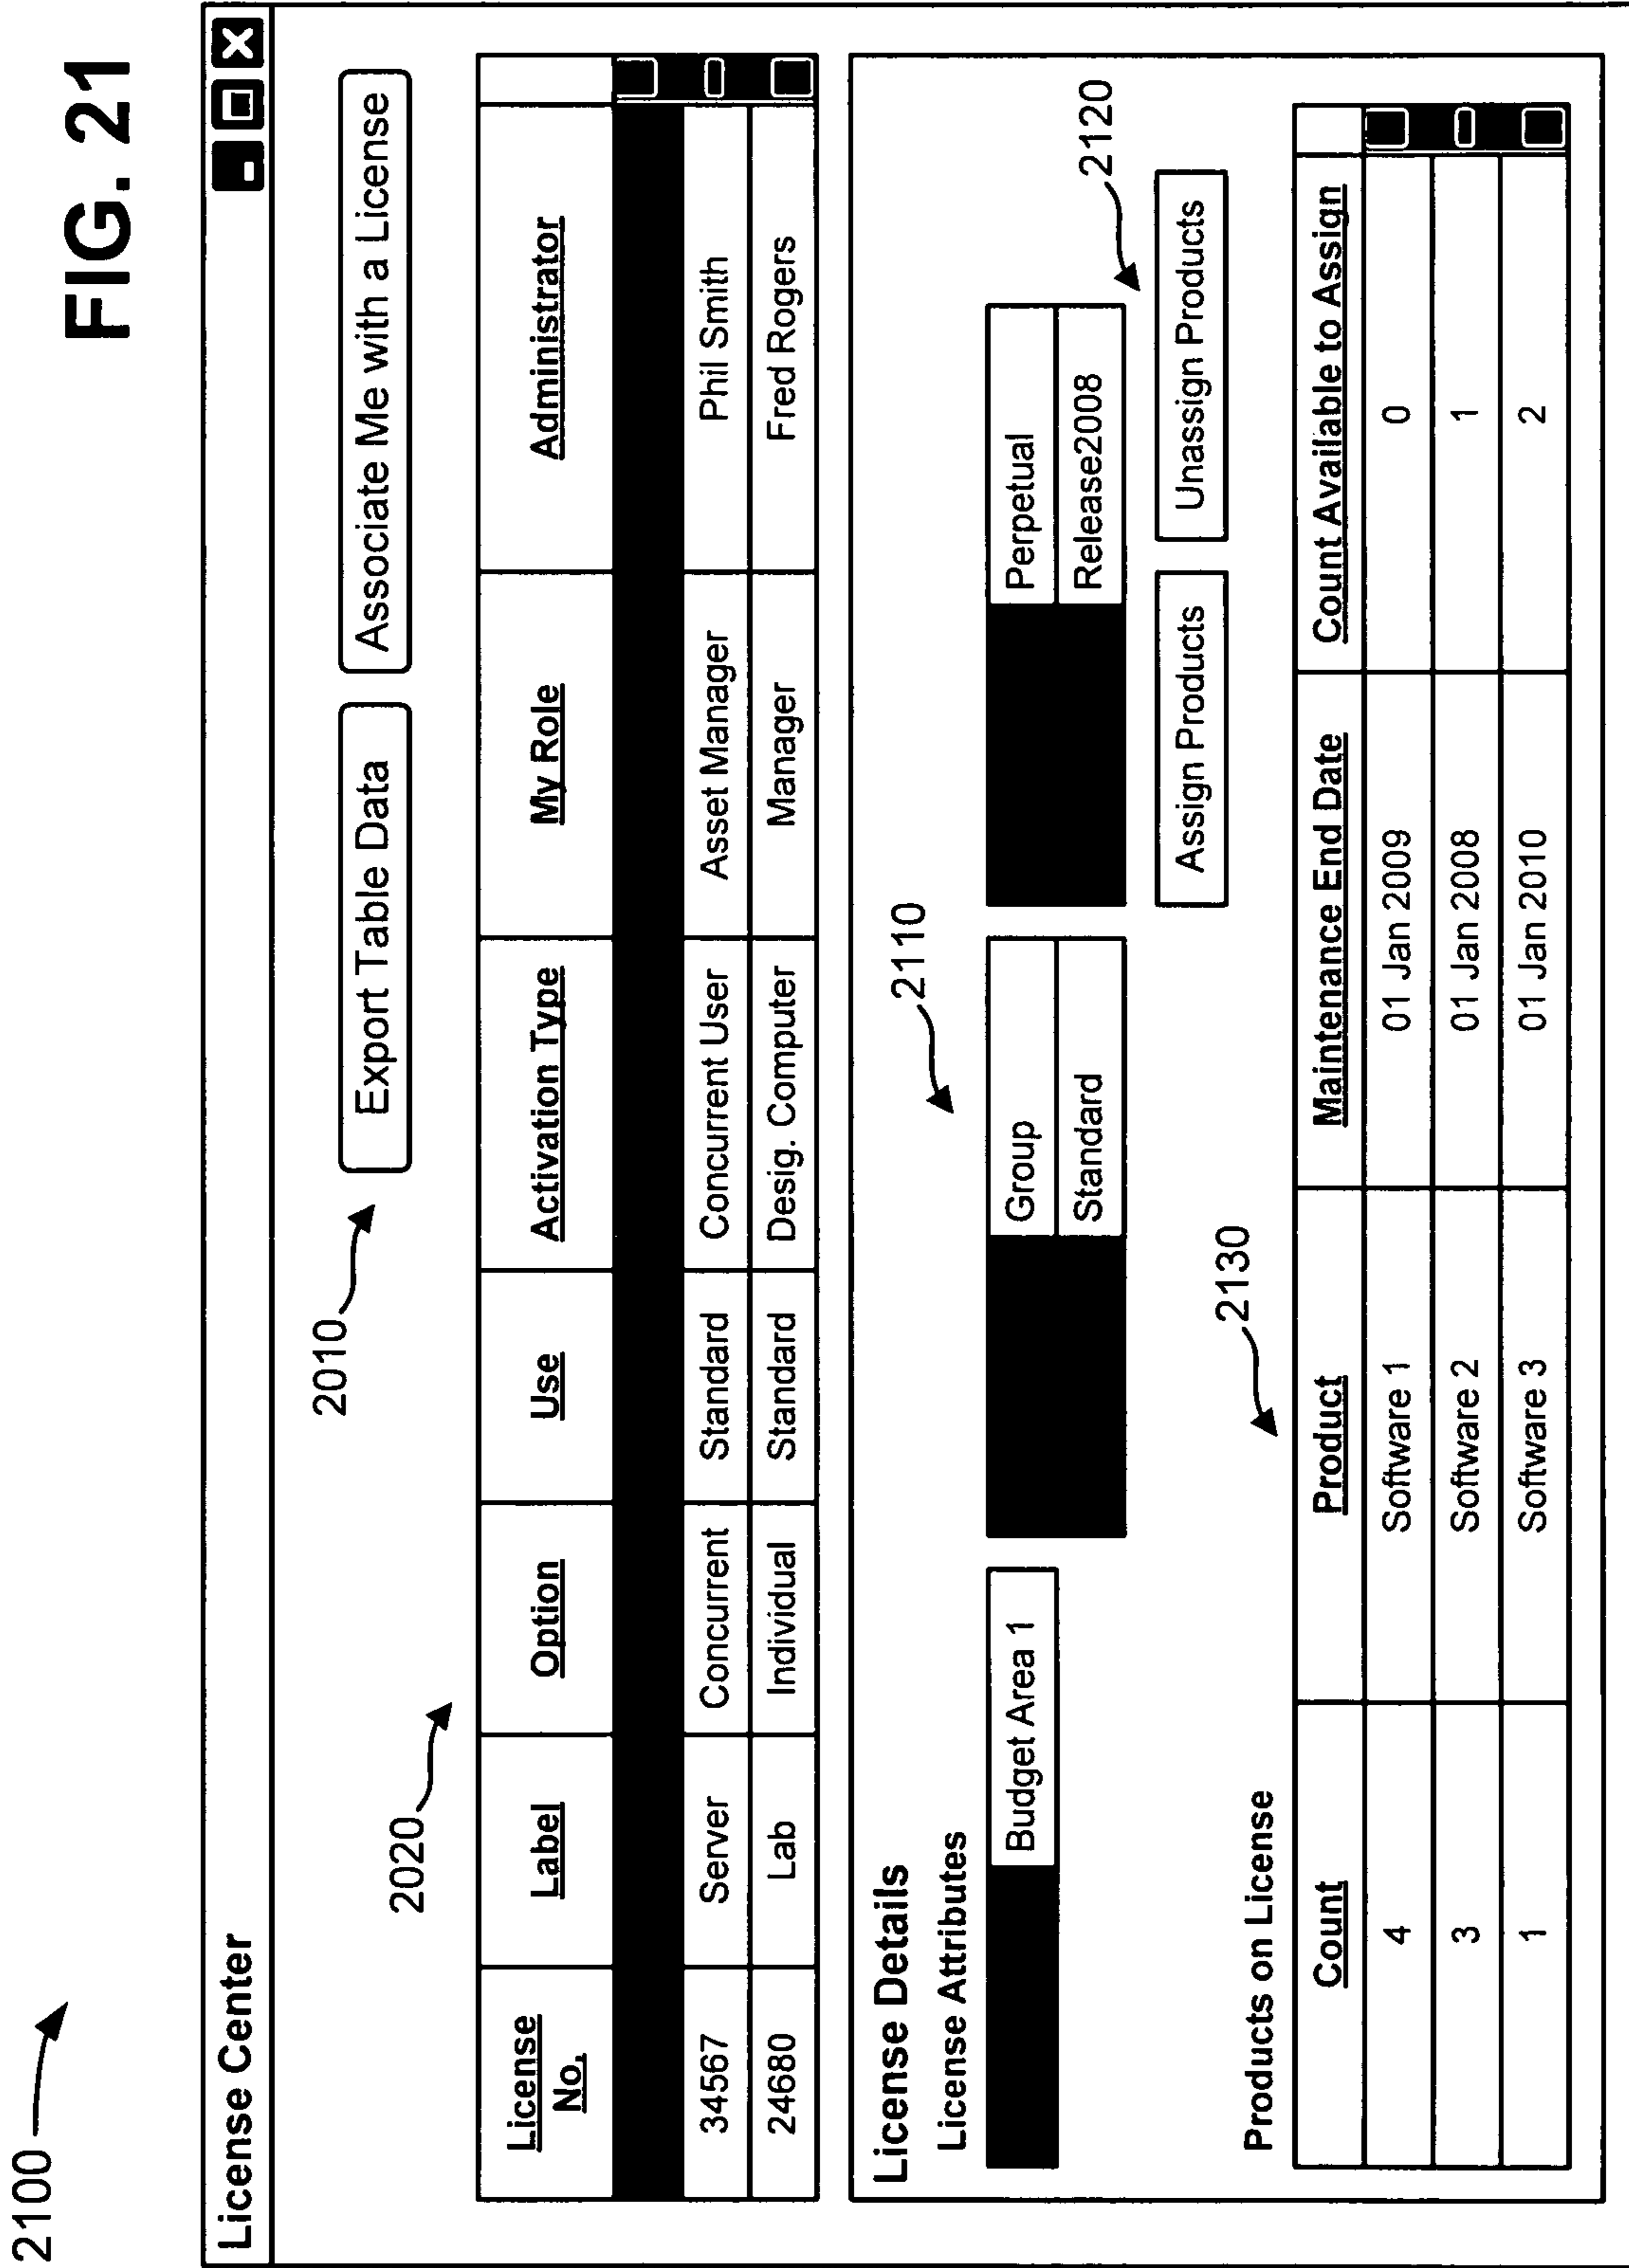 2100
FIG. 21
License Center
2010
Export Table Data Associate Me with a License
2020
License No. Label Option Use Activation Type My Role Administrator
34567 Server Concurrent Standard Concurrent User Asset Manager Phil Smith
24680 Lab Individual Standard Desig. Computer Manager Fred Rogers
License Details
License Attributes
2110
Budget Area 1 Group Perpetual
Standard Release2008
2120
Assign Products Unassign Products
2130
Products on License
Count Product Maintenance End Date Count Available to Assign
4 Software 1 01 Jan 2009 0
3 Software 2 01 Jan 2008 1
1 Software 3 01 Jan 2010 2